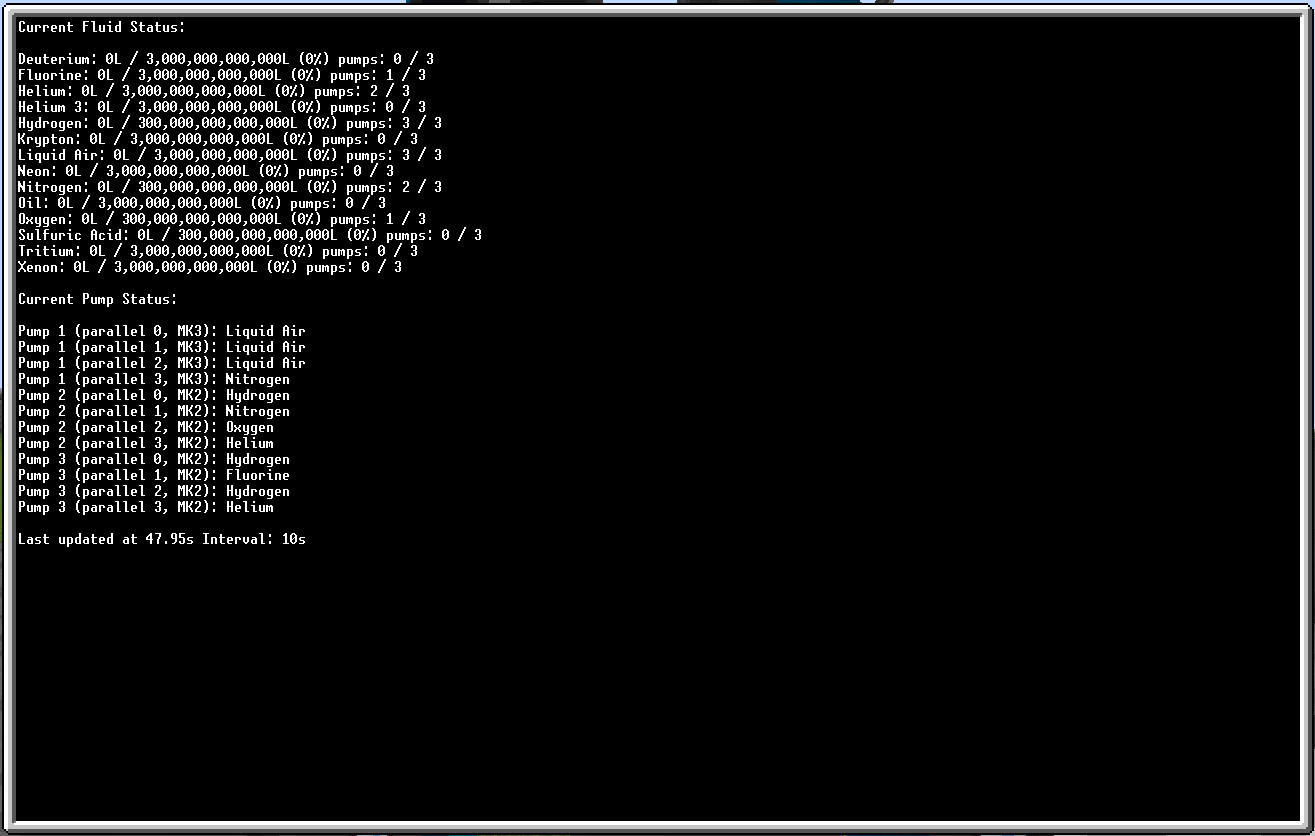 Current Fluid Status:
Deuterium: 0L / 3,000,000,000,000L (0%) pumps: 0 / 3
Fluorine: 0L / 3,000,000,000,000L (0%) pumps: 1 / 3
Helium: 0L / 3,000,000,000,000L (0%) pumps: 2 / 3
Helium 3: 0L / 3,000,000,000,000L (0%) pumps: 0 / 3
Hydrogen: 0L / 300,000,000,000,000L (0%) pumps: 3 / 3
Krypton: 0L / 3,000,000,000,000L (0%) pumps: 0 / 3
Liquid Air: 0L / 3,000,000,000,000L (0%) pumps: 3 / 3
Neon: 0L / 3,000,000,000,000L (0%) pumps: 0 / 3
Nitrogen: 0L / 300,000,000,000,000L (0%) pumps: 2 / 3
Oil: 0L / 3,000,000,000,000L (0%) pumps: 0 / 3
Oxygen: 0L / 300,000,000,000,000L (0%) pumps: 1 / 3
Sulfuric Acid: 0L / 300,000,000,000,000L (0%) pumps: 0 / 3
Tritium: 0L / 3,000,000,000,000L (0%) pumps: 0 / 3
Xenon: 0L / 3,000,000,000,000L (0%) pumps: 0 / 3
Current Pump Status:
Pump 1 (parallel 0, MK3): Liquid Air
Pump 1 (parallel 1, MK3): Liquid Air
Pump 1 (parallel 2, MK3): Liquid Air
Pump 1 (parallel 3, MK3): Nitrogen
Pump 2 (parallel 0, MK2): Hydrogen
Pump 2 (parallel 1, MK2): Nitrogen
Pump 2 (parallel 2, MK2): Oxygen
Pump 2 (parallel 3, MK2): Helium
Pump 3 (parallel 0, MK2): Hydrogen
Pump 3 (parallel 1, MK2): Fluorine
Pump 3 (parallel 2, MK2): Hydrogen
Pump 3 (parallel 3, MK2): Helium
Last updated at 47.95s Interval: 10s